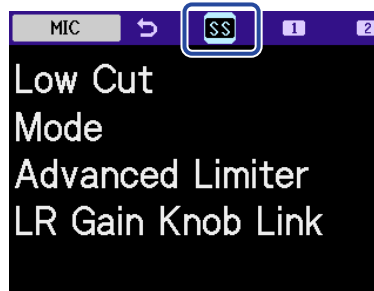 MIC SS 1 2
Low Cut
Mode
Advanced Limiter
LR Gain Knob Link